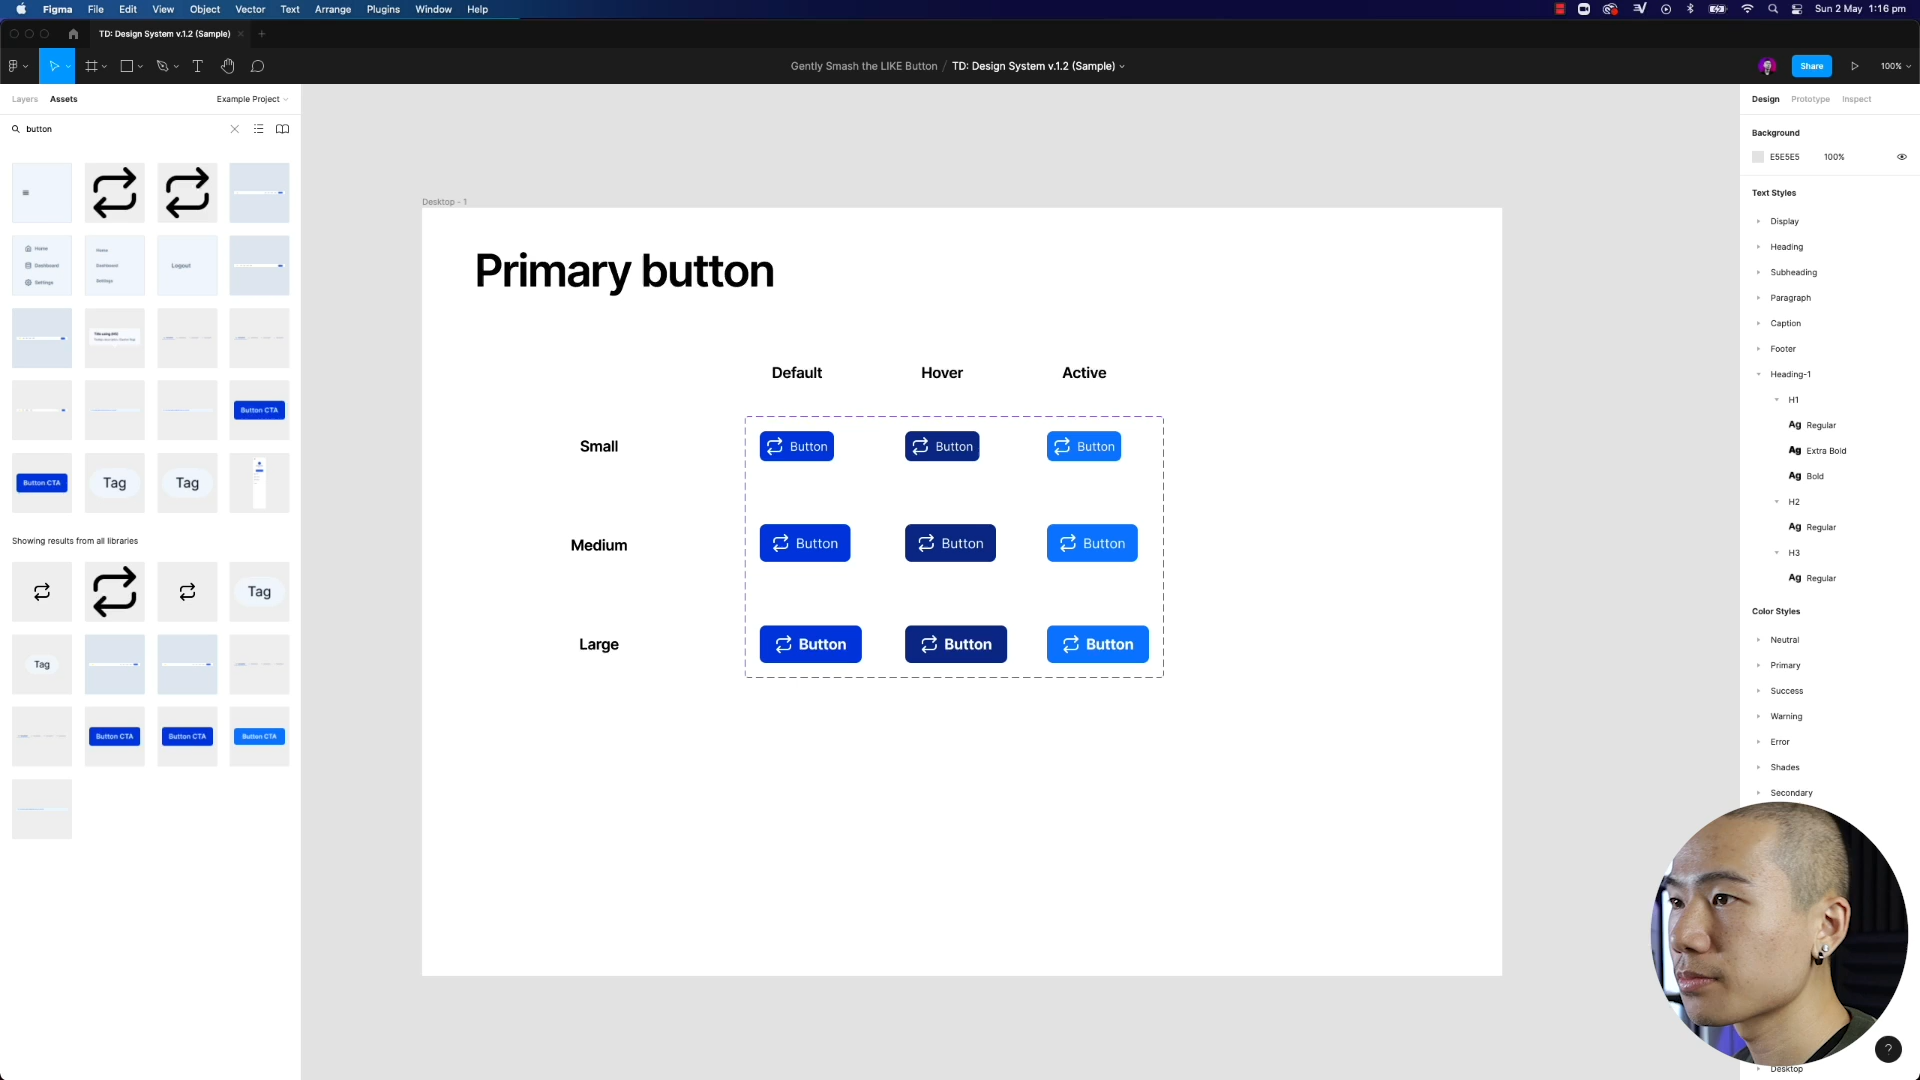 Figma File Edit View Object Vector Text Arrange Plugins Window Help
Sun 2 May 1:16 pm
TD: Design System v.1.2 (Sample)
Gently Smash the LIKE Button / TD: Design System v.1.2 (Sample)
Share
100%
Layers Assets
Example Project
button
Home
Dashboard
Settings
Home
Dashboard
Settings
Logout
Button CTA
Button CTA
Tag
Tag
Showing results from all libraries
Tag
Tag
Button CTA
Button CTA
Button CTA
Desktop - 1
Primary button
Default Hover Active
Small
Button Button Button
Medium
Button Button Button
Large
Button Button Button
Design Prototype Inspect
Background
E5E5E5 100%
Text Styles
Display
Heading
Subheading
Paragraph
Caption
Footer
Heading-1
H1
Ag Regular
Ag Extra Bold
Ag Bold
H2
Ag Regular
H3
Ag Regular
Color Styles
Neutral
Primary
Success
Warning
Error
Shades
Secondary
Desktop
?